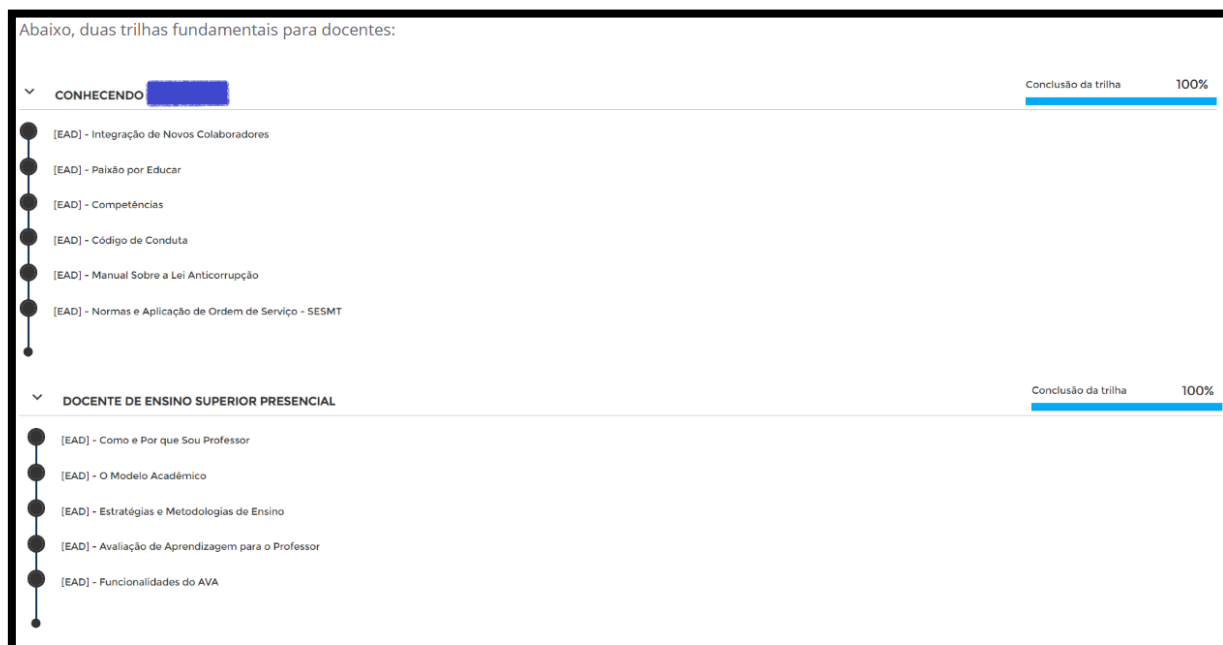 Abaixo, duas trilhas fundamentais para docentes:
CONHECENDO
Conclusão da trilha 100%
[EAD] - Integração de Novos Colaboradores
[EAD] - Paixão por Educar
[EAD] - Competências
[EAD] - Código de Conduta
[EAD] - Manual Sobre a Lei Anticorrupção
[EAD] - Normas e Aplicação de Ordem de Serviço - SESMT
DOCENTE DE ENSINO SUPERIOR PRESENCIAL
Conclusão da trilha 100%
[EAD] - Como e Por que Sou Professor
[EAD] - O Modelo Acadêmico
[EAD] - Estratégias e Metodologias de Ensino
[EAD] - Avaliação de Aprendizagem para o Professor
[EAD] - Funcionalidades do AVA